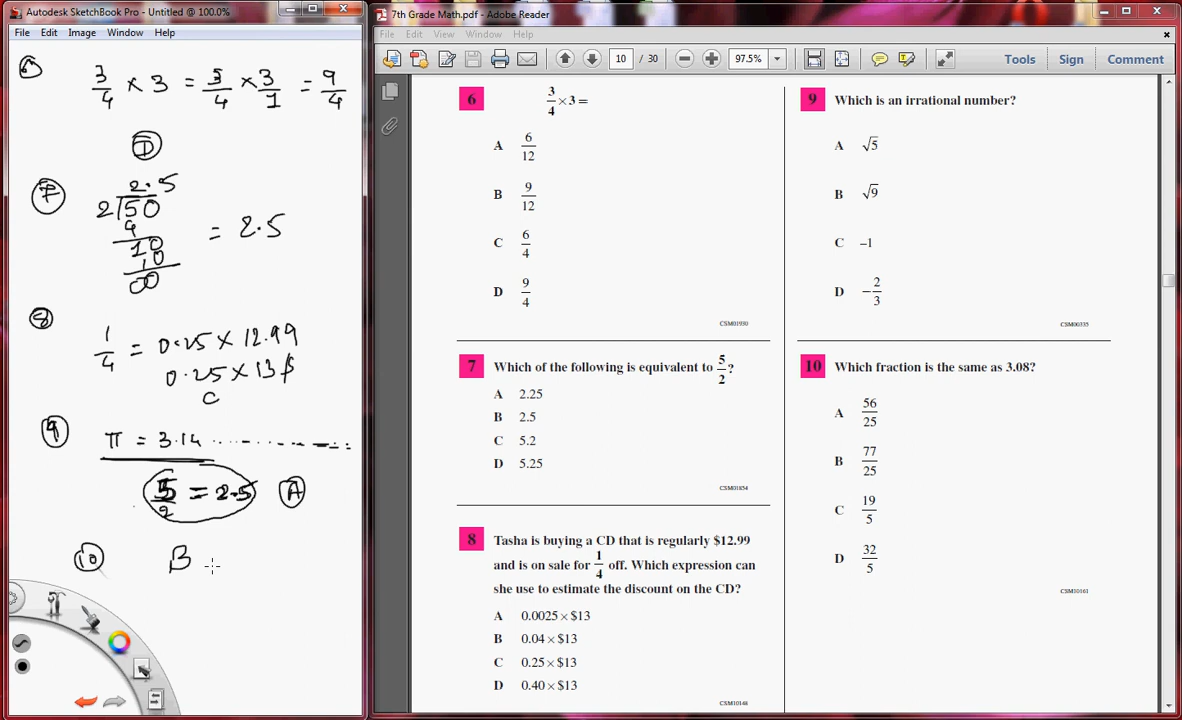 Autodesk SketchBook Pro - Untitled @ 100.0%
File Edit Image Window Help
6
3/4 × 3 = 3/4 × 3/1 = 9/4
D
7
2.5
2 50 = 2.5
4
10
10
00
8
1/4 = 0.25 × 12.99
0.25 × 13$
C
9
π = 3.14 ............
5/2 = 2.5 A
10 B
7th Grade Math.pdf - Adobe Reader
File Edit View Window Help
10 / 30 97.5% Tools Sign Comment
6 3/4 × 3 =
A 6/12
B 9/12
C 6/4
D 9/4
CSM01930
7 Which of the following is equivalent to 5/2?
A 2.25
B 2.5
C 5.2
D 5.25
CSM01854
8 Tasha is buying a CD that is regularly $12.99
and is on sale for 1/4 off. Which expression can
she use to estimate the discount on the CD?
A 0.0025 × $13
B 0.04 × $13
C 0.25 × $13
D 0.40 × $13
CSM10148
9 Which is an irrational number?
A √5
B √9
C –1
D –2/3
CSM00335
10 Which fraction is the same as 3.08?
A 56/25
B 77/25
C 19/5
D 32/5
CSM10161